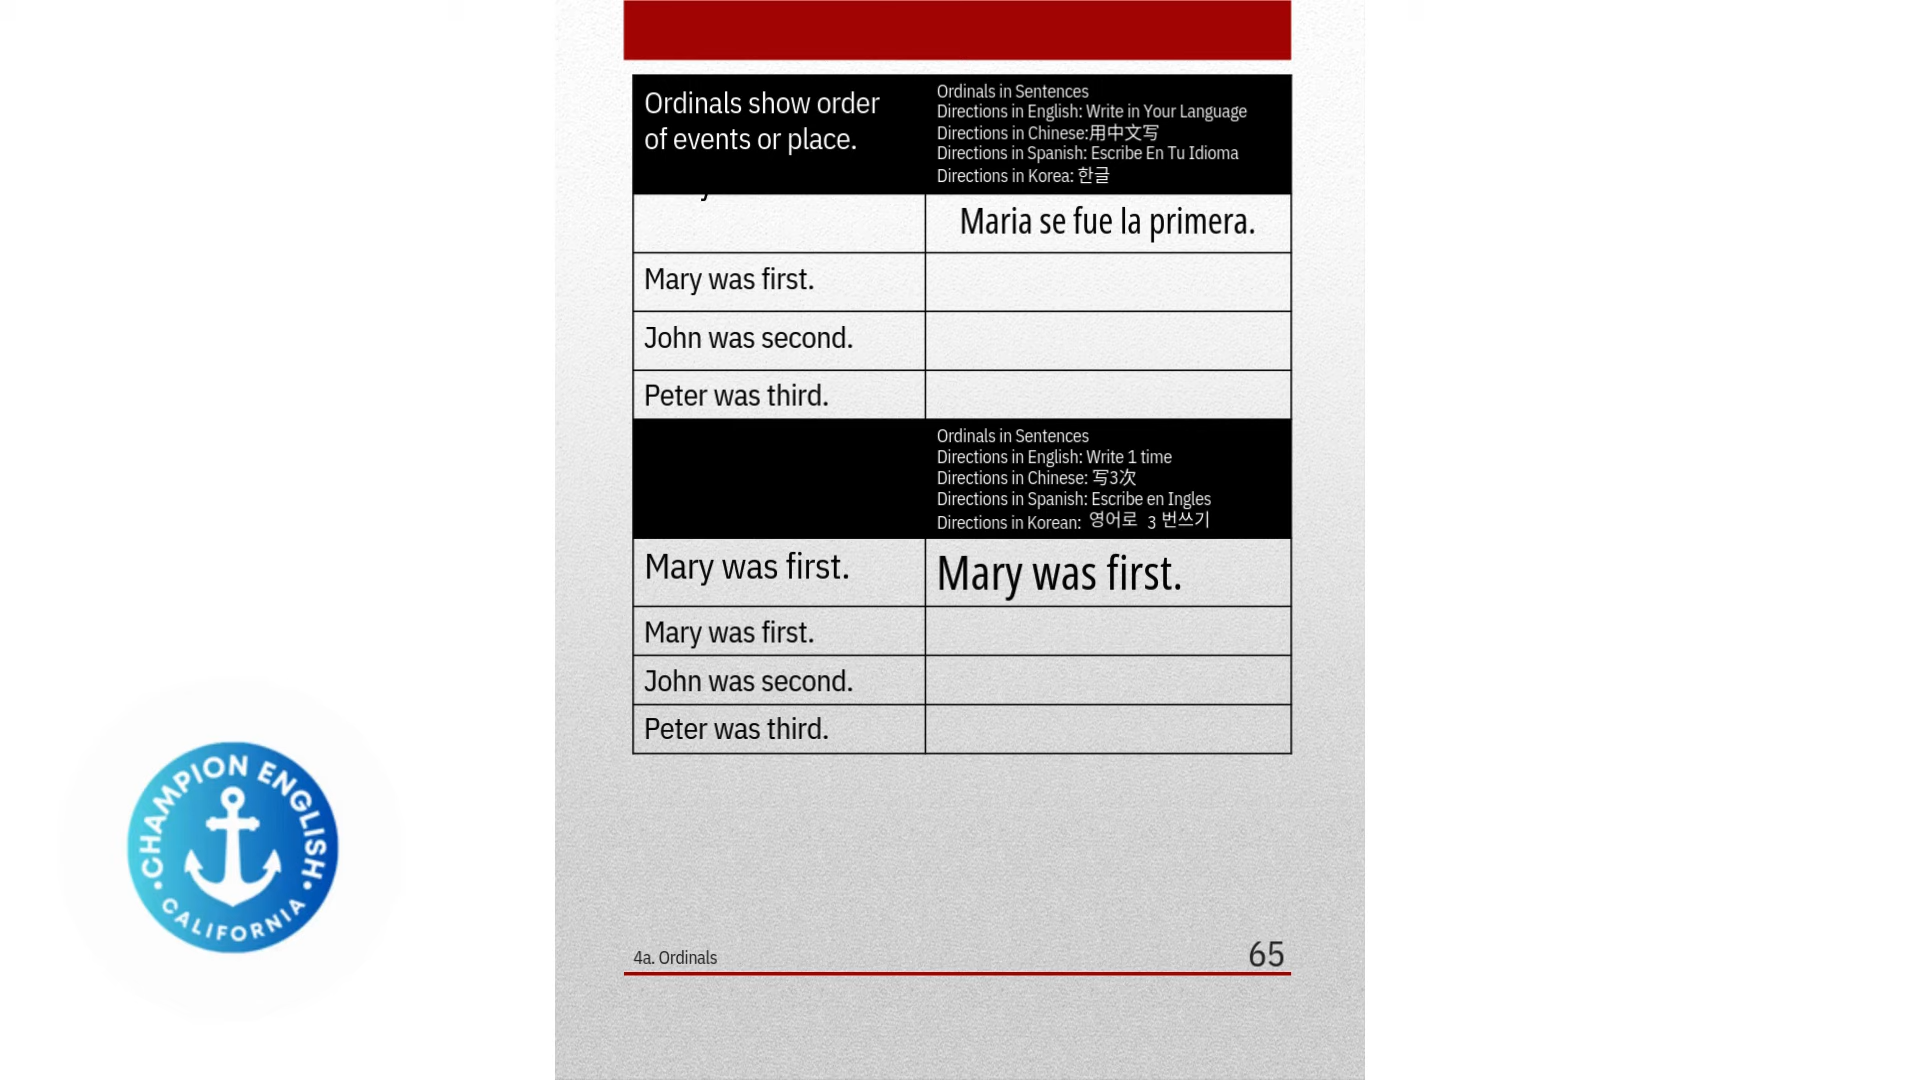 Ordinals show order
of events or place.
Ordinals in Sentences
Directions in English: Write in Your Language
Directions in Chinese:用中文写
Directions in Spanish: Escribe En Tu Idioma
Directions in Korea: 한글
Maria se fue la primera.
Mary was first.
John was second.
Peter was third.
Ordinals in Sentences
Directions in English: Write 1 time
Directions in Chinese: 写3次
Directions in Spanish: Escribe en Ingles
Directions in Korean: 영어로 3 번쓰기
Mary was first. Mary was first.
Mary was first.
John was second.
Peter was third.
CHAMPION ENGLISH
CALIFORNIA
4a. Ordinals 65